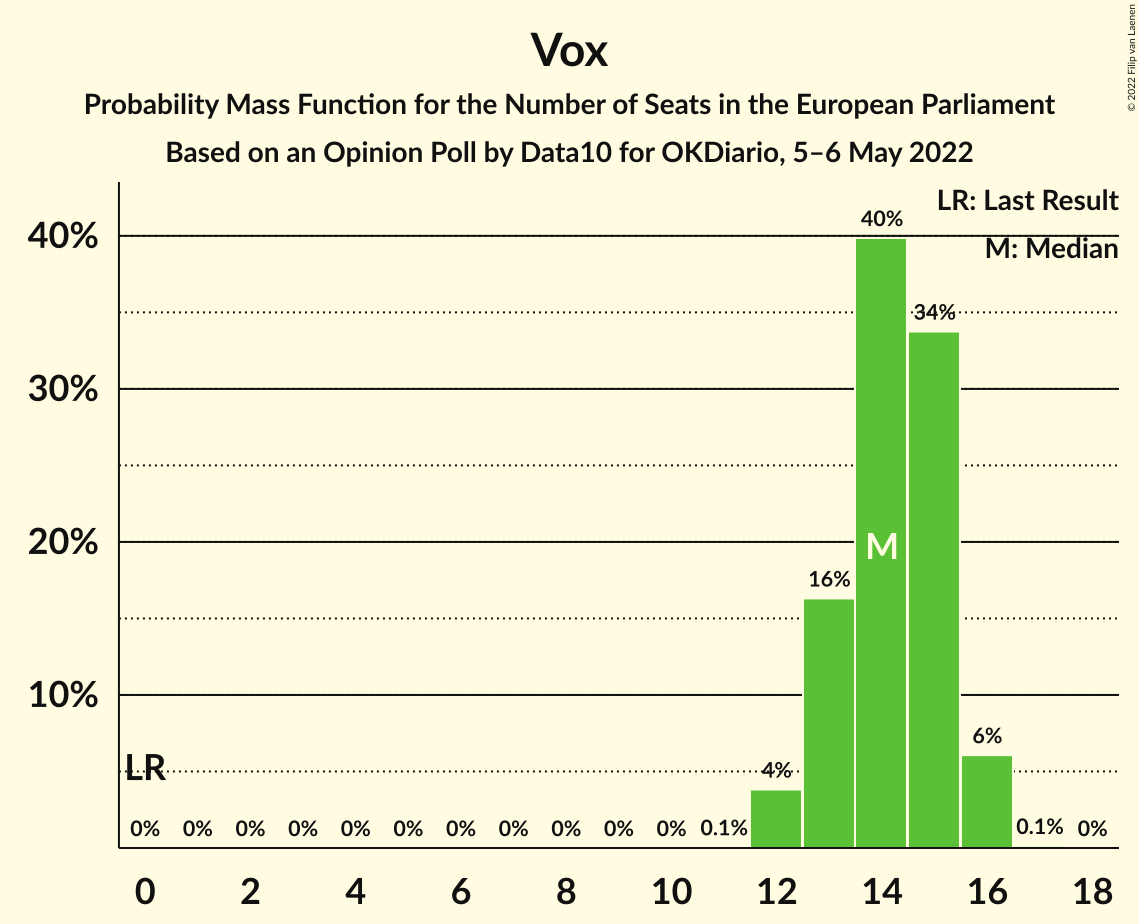 Vox
Probability Mass Function for the Number of Seats in the European Parliament
Based on an Opinion Poll by Data10 for OKDiario, 5–6 May 2022
© 2022 Filip van Laenen
LR: Last Result
M: Median
40%
30%
20%
10%
40%
34%
M
16%
6%
LR
4%
0% 0% 0% 0% 0% 0% 0% 0% 0% 0% 0% 0.1% 0.1% 0%
0 2 4 6 8 10 12 14 16 18